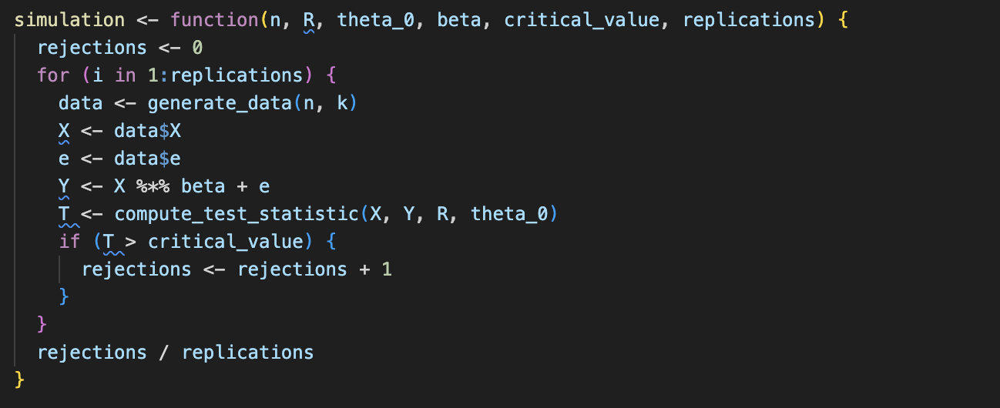 simulation <- function(n, R, theta_0, beta, critical_value, replications) {
  rejections <- 0
  for (i in 1:replications) {
    data <- generate_data(n, k)
    X <- data$X
    e <- data$e
    Y <- X %*% beta + e
    T <- compute_test_statistic(X, Y, R, theta_0)
    if (T > critical_value) {
      rejections <- rejections + 1
    }
  }
  rejections / replications
}